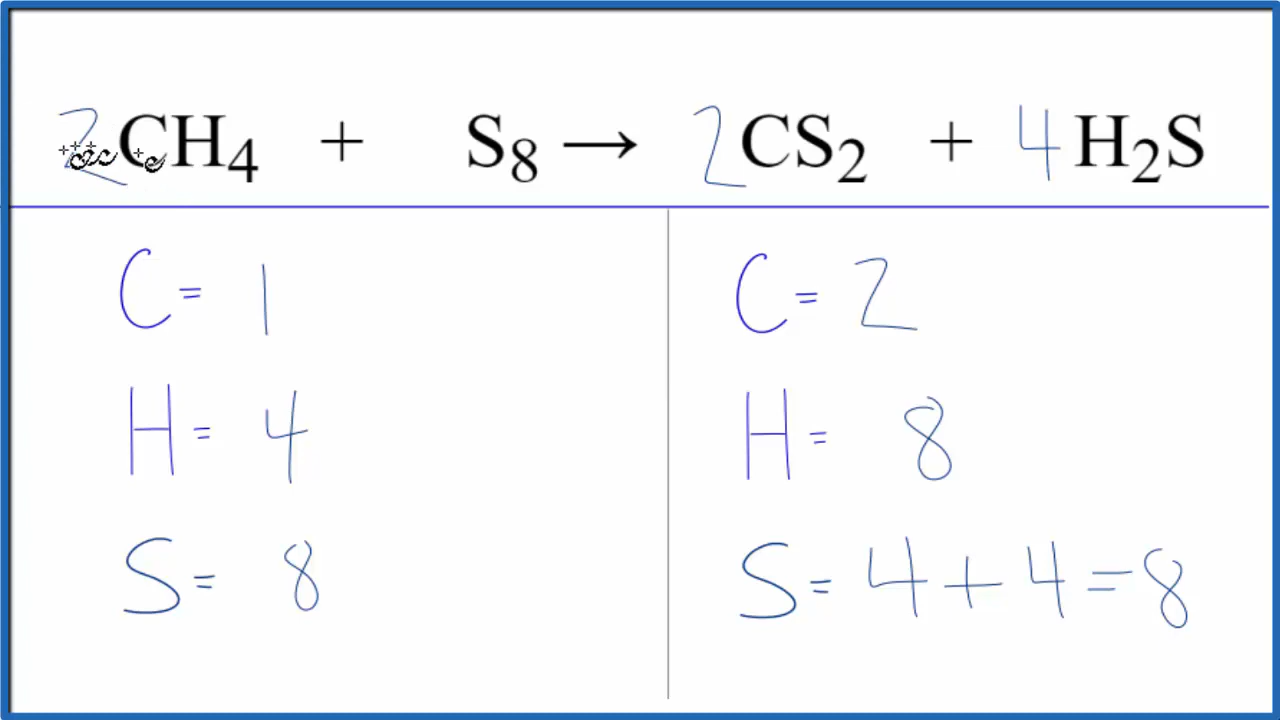 2CH₄ + S₈ → 2CS₂ + 4H₂S
C = 1
H = 4
S = 8
C = 2
H = 8
S = 4 + 4 = 8